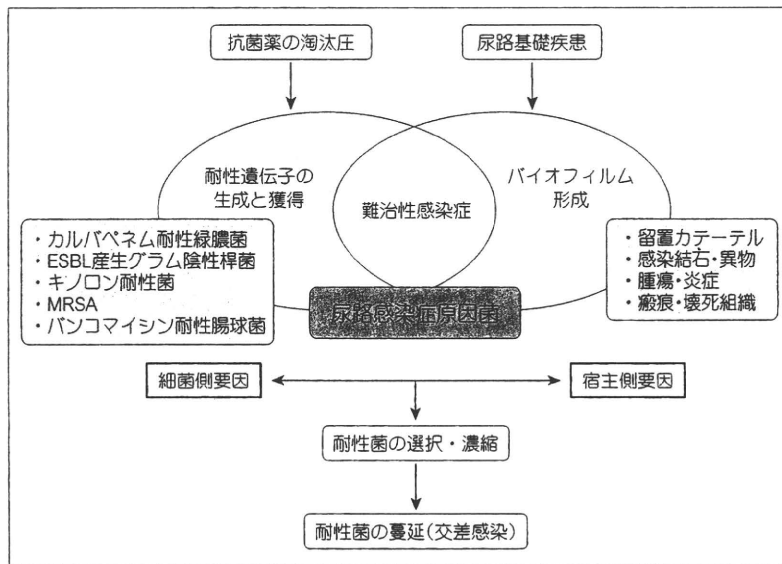 抗菌薬の淘汰圧
尿路基礎疾患
耐性遺伝子の
生成と獲得
難治性感染症
バイオフィルム
形成
・カルバペネム耐性緑膿菌
・ESBL産生グラム陰性桿菌
・キノロン耐性菌
・MRSA
・バンコマイシン耐性腸球菌
・留置カテーテル
・感染結石・異物
・腫瘍・炎症
・瘢痕・壊死組織
尿路感染症原因菌
細菌側要因
宿主側要因
耐性菌の選択・濃縮
耐性菌の蔓延(交差感染)